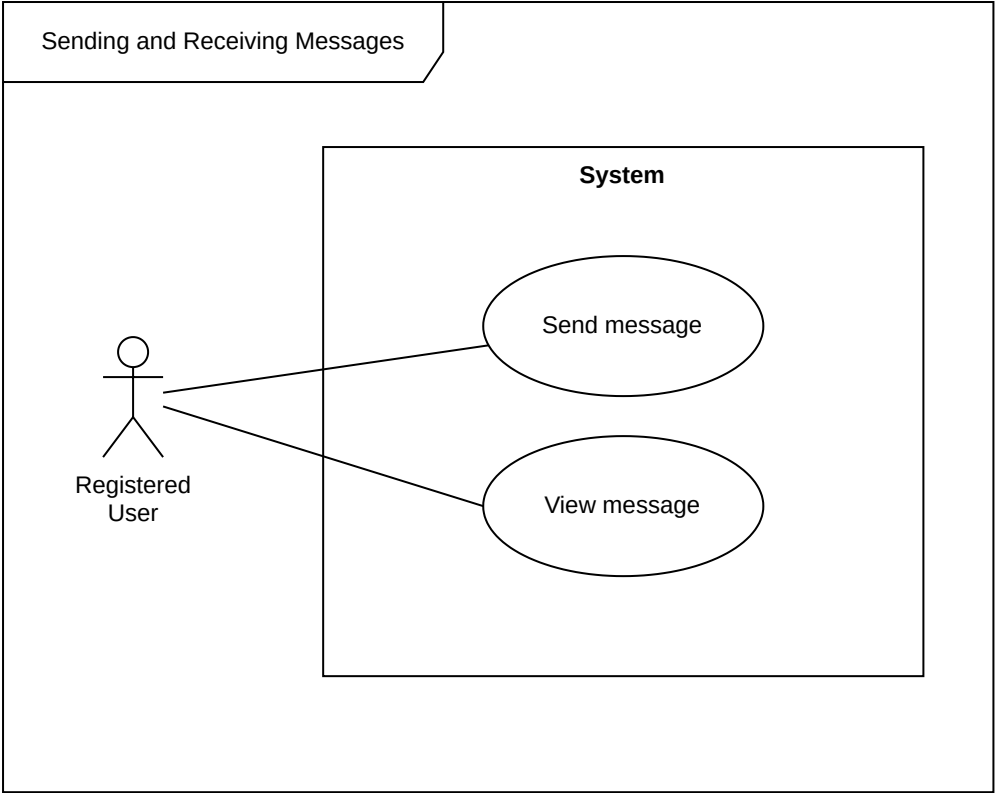 Sending and Receiving Messages
System
Send message
Registered
User
View message